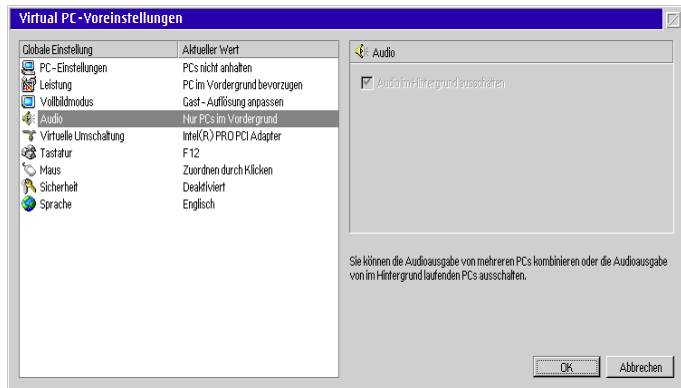 Virtual PC-Voreinstellungen
Globale Einstellung Aktueller Wert
PC-Einstellungen PCs nicht anhalten
Leistung PC im Vordergrund bevorzugen
Vollbildmodus Gast-Auflösung anpassen
Audio Nur PCs im Vordergrund
Virtuelle Umschaltung Intel(R) PRO PCI Adapter
Tastatur F12
Maus Zuordnen durch Klicken
Sicherheit Deaktiviert
Sprache Englisch
Audio
Audio im Hintergrund ausschalten
Sie können die Audioausgabe von mehreren PCs kombinieren oder die Audioausgabe
von im Hintergrund laufenden PCs ausschalten.
OK Abbrechen